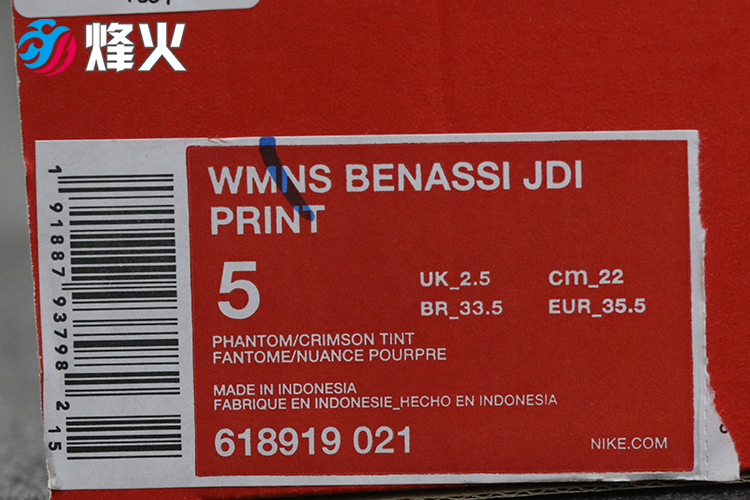 烽火
WMNS BENASSI JDI
PRINT
5
UK_2.5 cm_22
BR_33.5 EUR_35.5
PHANTOM/CRIMSON TINT
FANTOME/NUANCE POURPRE
MADE IN INDONESIA
FABRIQUE EN INDONESIE_HECHO EN INDONESIA
618919 021
NIKE.COM
1 91887 93798 2 15